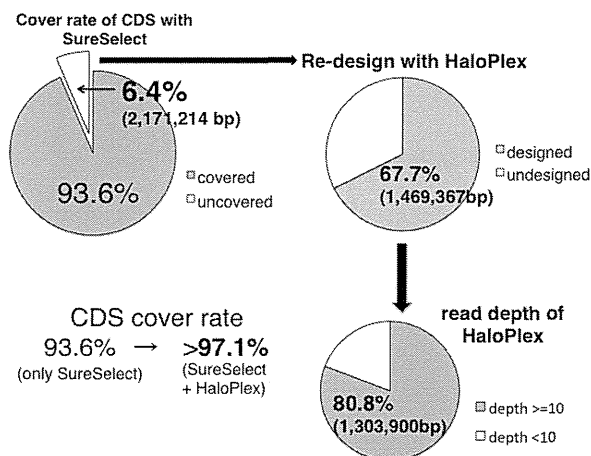 Cover rate of CDS with
SureSelect
6.4%
(2,171,214 bp)
93.6%
covered
uncovered
Re-design with HaloPlex
67.7%
(1,469,367bp)
designed
undesigned
CDS cover rate
93.6% → >97.1%
(only SureSelect) (SureSelect
+ HaloPlex)
read depth of
HaloPlex
80.8%
(1,303,900bp)
depth >=10
depth <10